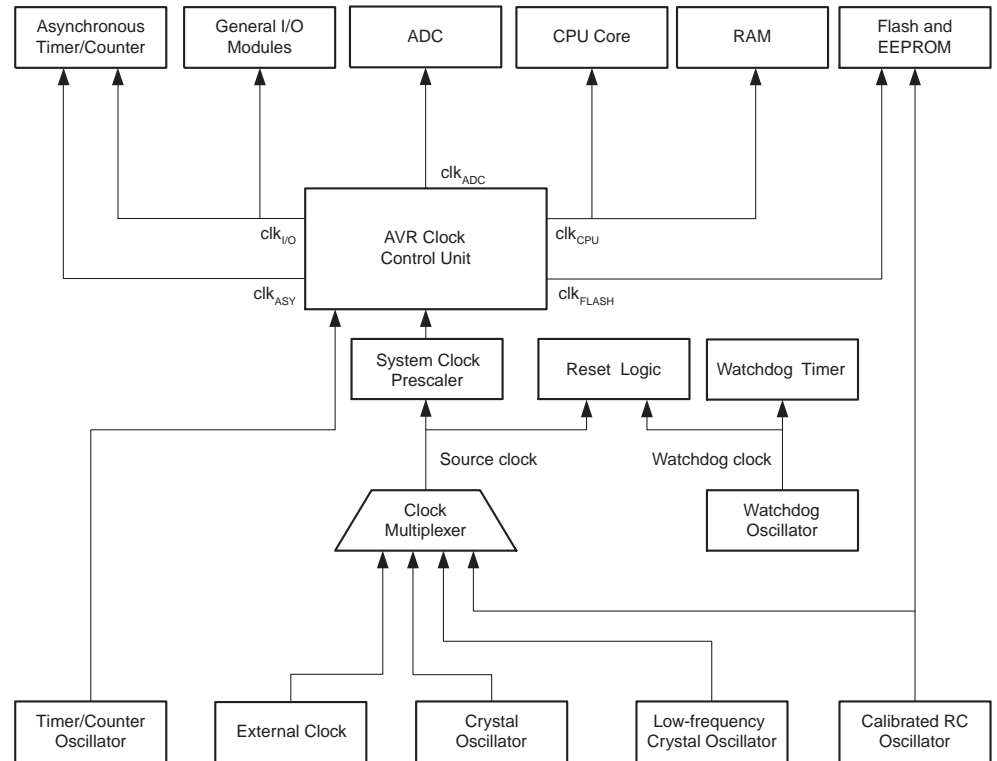 Asynchronous
Timer/Counter
General I/O
Modules
ADC
CPU Core
RAM
Flash and
EEPROM
clkADC
clkI/O
AVR Clock
Control Unit
clkCPU
clkASY
clkFLASH
System Clock
Prescaler
Reset Logic
Watchdog Timer
Source clock
Watchdog clock
Clock
Multiplexer
Watchdog
Oscillator
Timer/Counter
Oscillator
External Clock
Crystal
Oscillator
Low-frequency
Crystal Oscillator
Calibrated RC
Oscillator